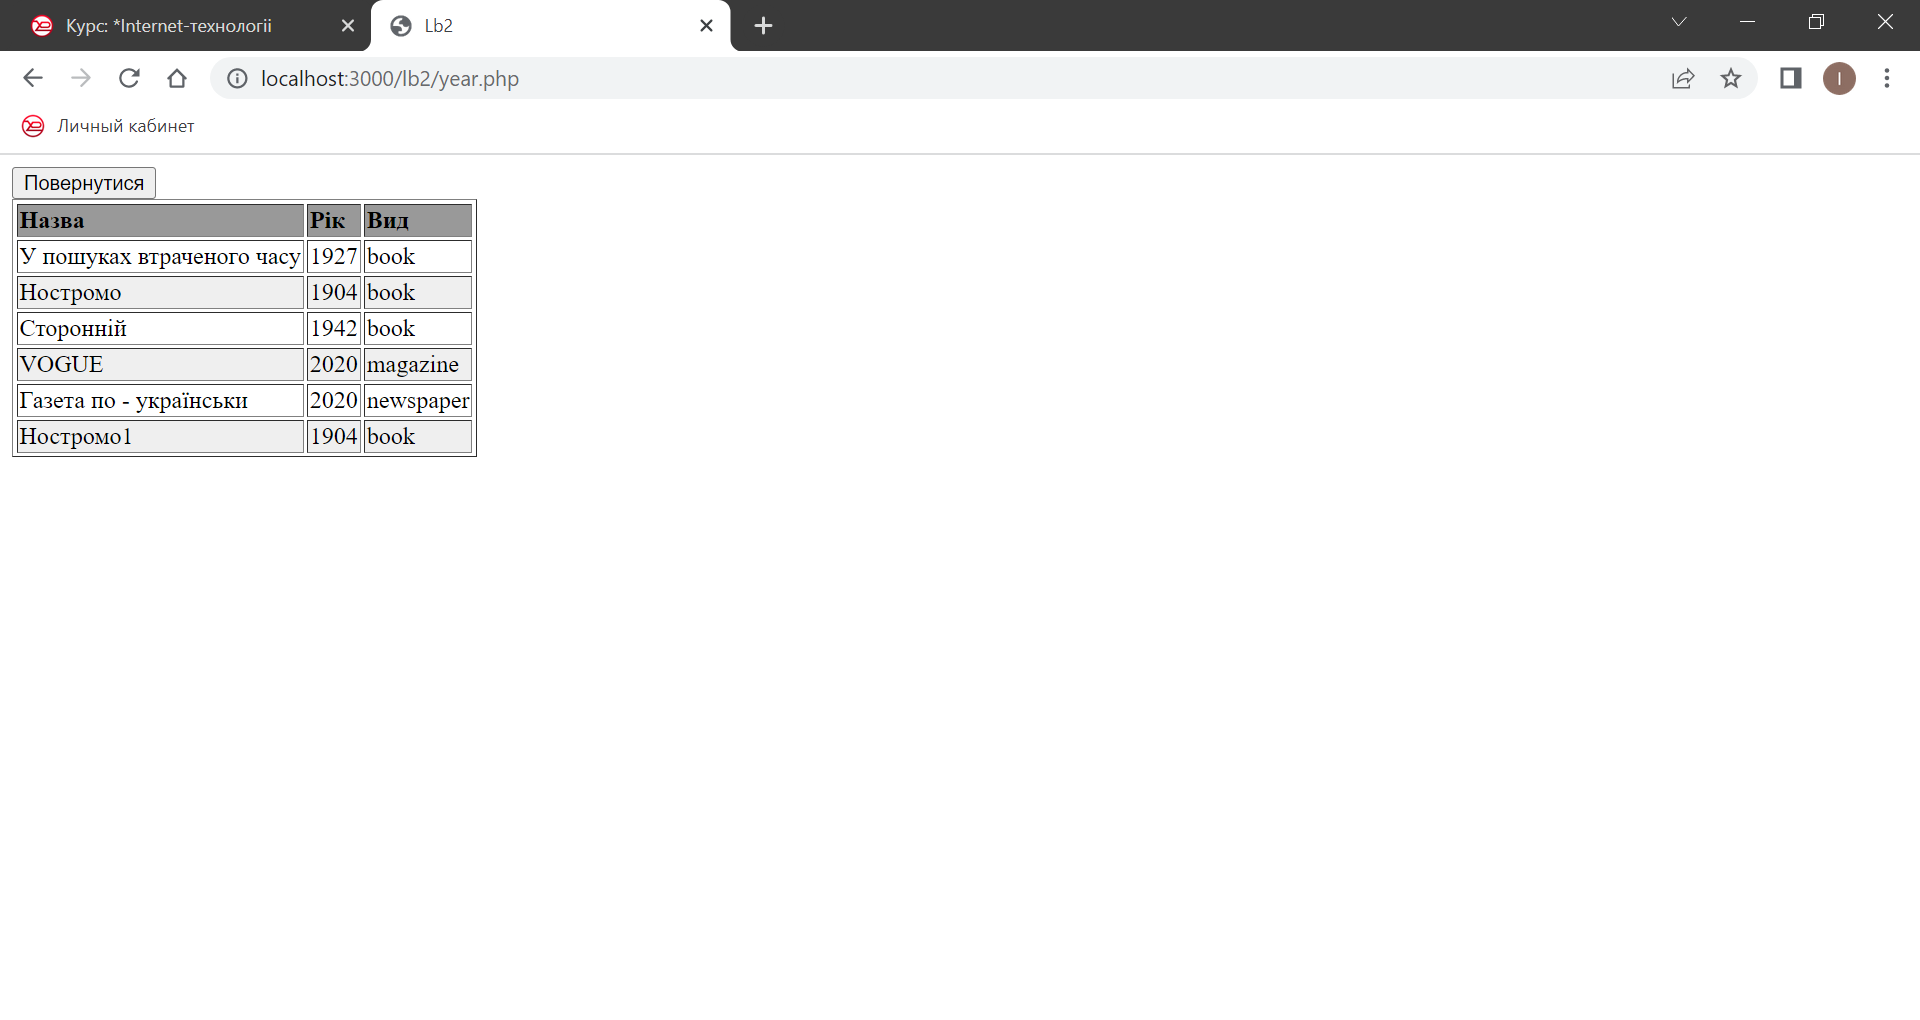 Курс: *Internet-технологіі
Lb2
localhost:3000/lb2/year.php
I
Личный кабинет
Повернутися
Назва Рік Вид
У пошуках втраченого часу 1927 book
Ностромо 1904 book
Сторонній 1942 book
VOGUE 2020 magazine
Газета по - українськи 2020 newspaper
Ностромо1 1904 book